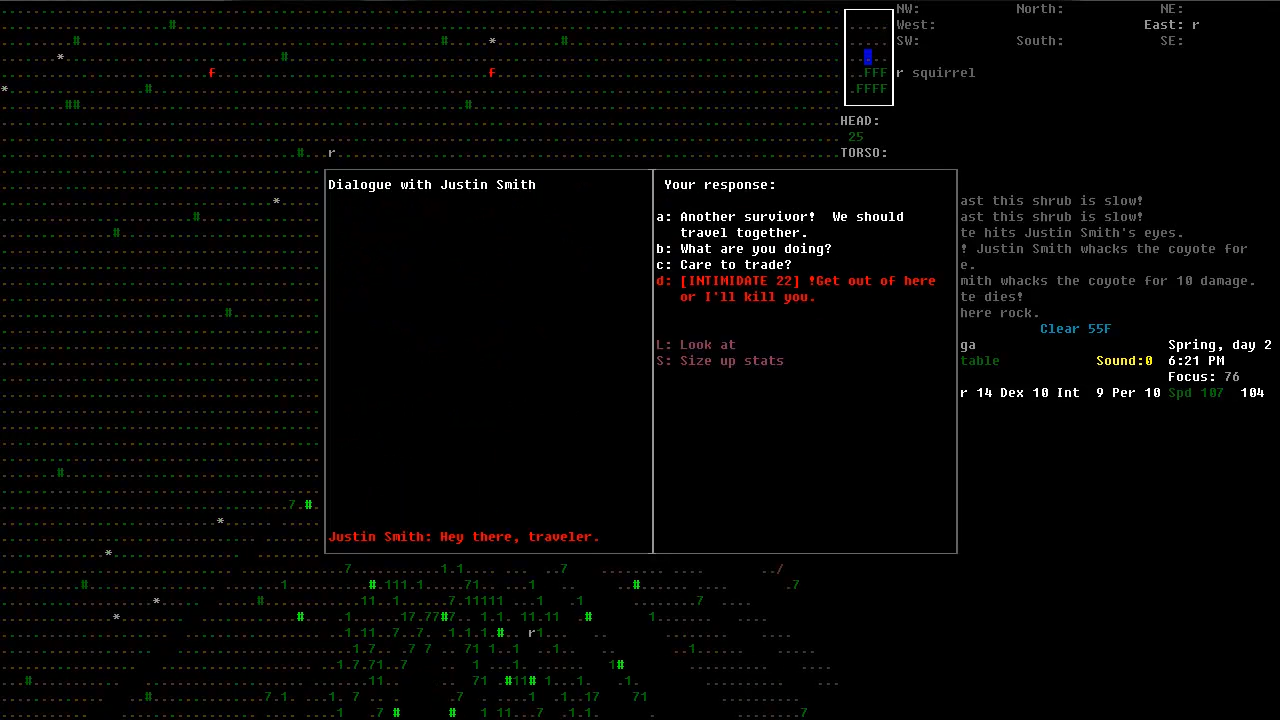 NW: North: NE:
West: East: r
SW: South: SE:
FFF
r squirrel
FFFF
HEAD:
25
TORSO:
Dialogue with Justin Smith
Your response:
a: Another survivor!  We should
travel together.
b: What are you doing?
c: Care to trade?
d: [INTIMIDATE 22] !Get out of here
or I'll kill you.
L: Look at
S: Size up stats
Justin Smith: Hey there, traveler.
ast this shrub is slow!
ast this shrub is slow!
te hits Justin Smith's eyes.
! Justin Smith whacks the coyote for
e.
mith whacks the coyote for 10 damage.
te dies!
here rock.
Clear 55F
ga Spring, day 2
table Sound:0 6:21 PM
Focus: 76
r 14 Dex 10 Int  9 Per 10 Spd 107 104